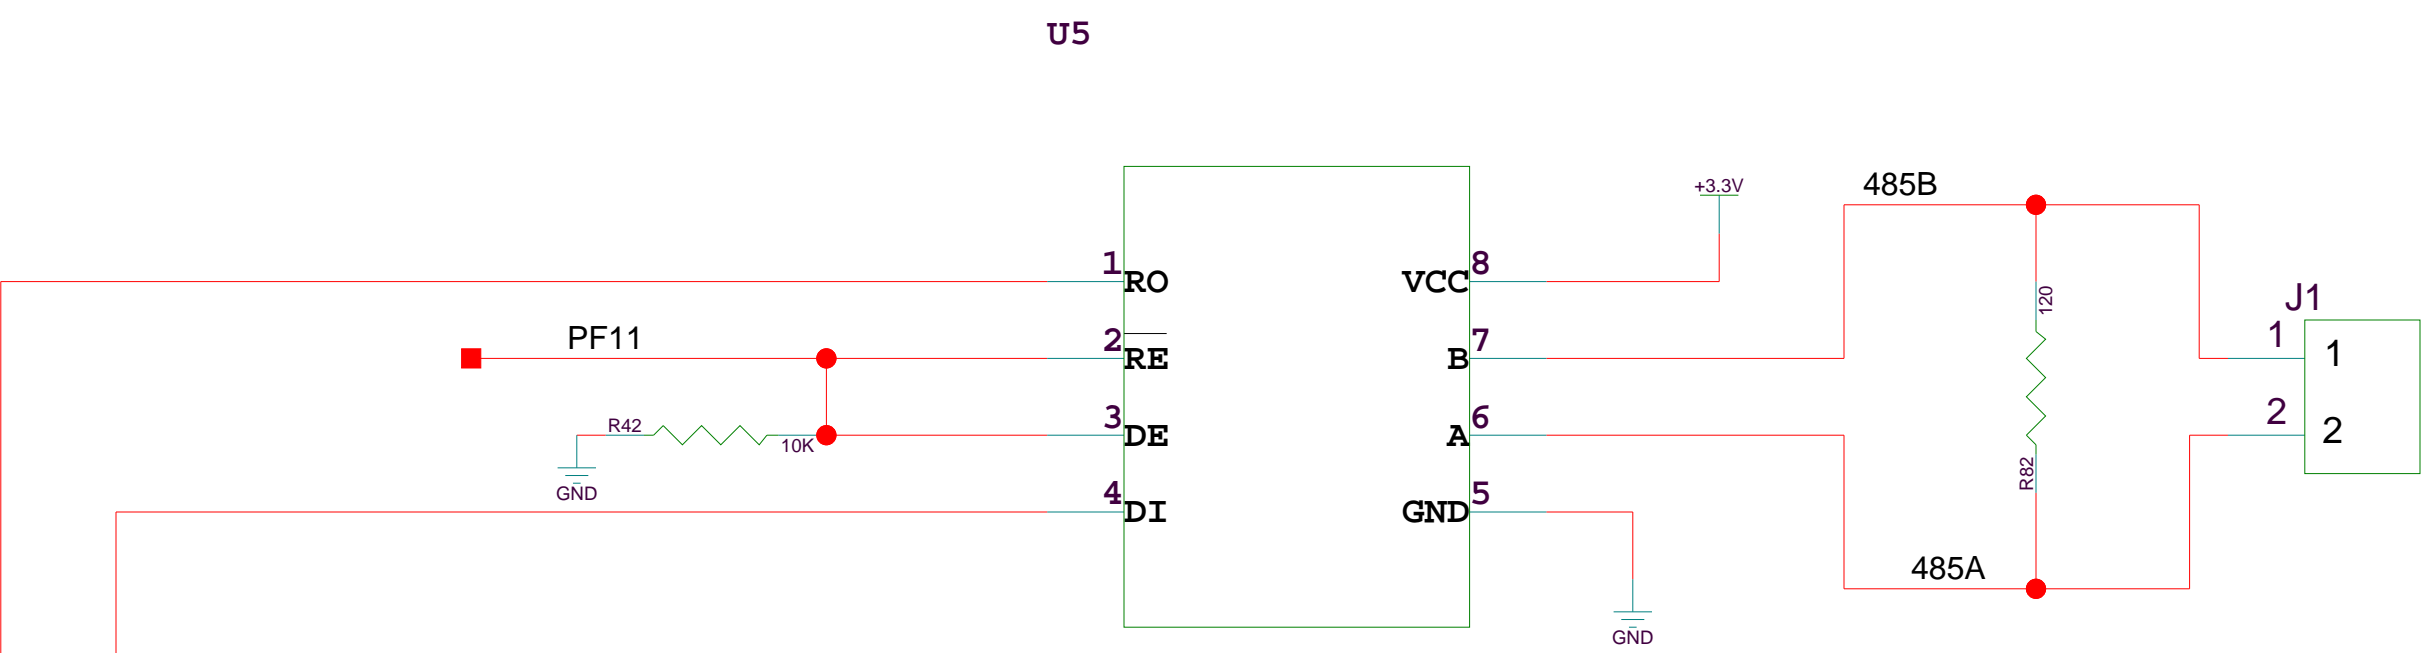 U5
+3.3V
485B
1
RO
VCC
8
120
J1
PF11
2
RE
B
7
1
1
R42
10K
3
DE
A
6
2
2
GND
4
DI
GND
5
R82
485A
GND